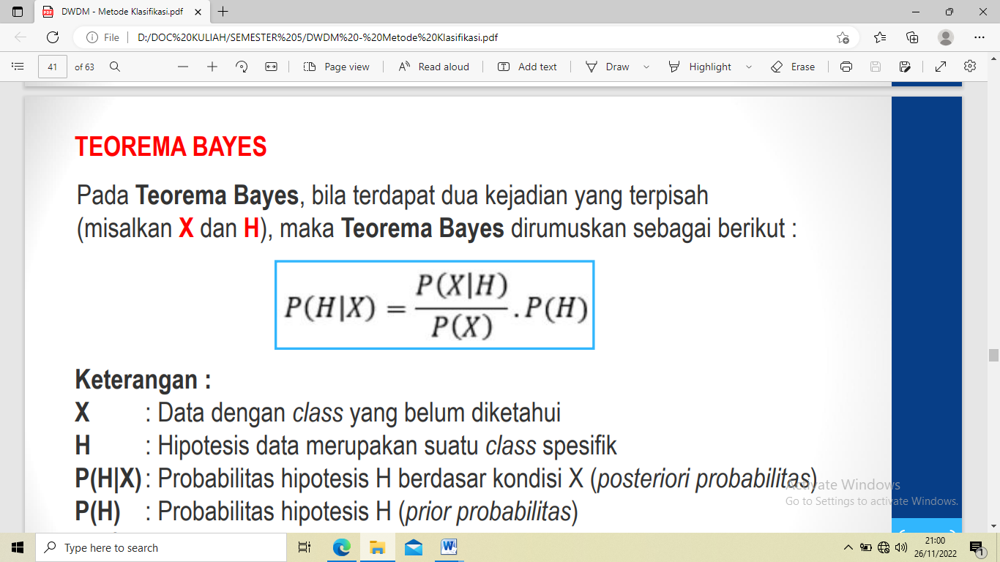 DWDM - Metode Klasifikasi.pdf
File
D:/DOC%20KULIAH/SEMESTER%205/DWDM%20-%20Metode%20Klasifikasi.pdf
41 of 63 Page view Read aloud Add text Draw Highlight Erase
TEOREMA BAYES
Pada Teorema Bayes, bila terdapat dua kejadian yang terpisah
(misalkan X dan H), maka Teorema Bayes dirumuskan sebagai berikut :
P(H|X) = P(X|H) / P(X) . P(H)
Keterangan :
X : Data dengan class yang belum diketahui
H : Hipotesis data merupakan suatu class spesifik
P(H|X) : Probabilitas hipotesis H berdasar kondisi X (posteriori probabilitas)
P(H) : Probabilitas hipotesis H (prior probabilitas)
Activate Windows
Go to Settings to activate Windows.
Type here to search
21:00
26/11/2022
1